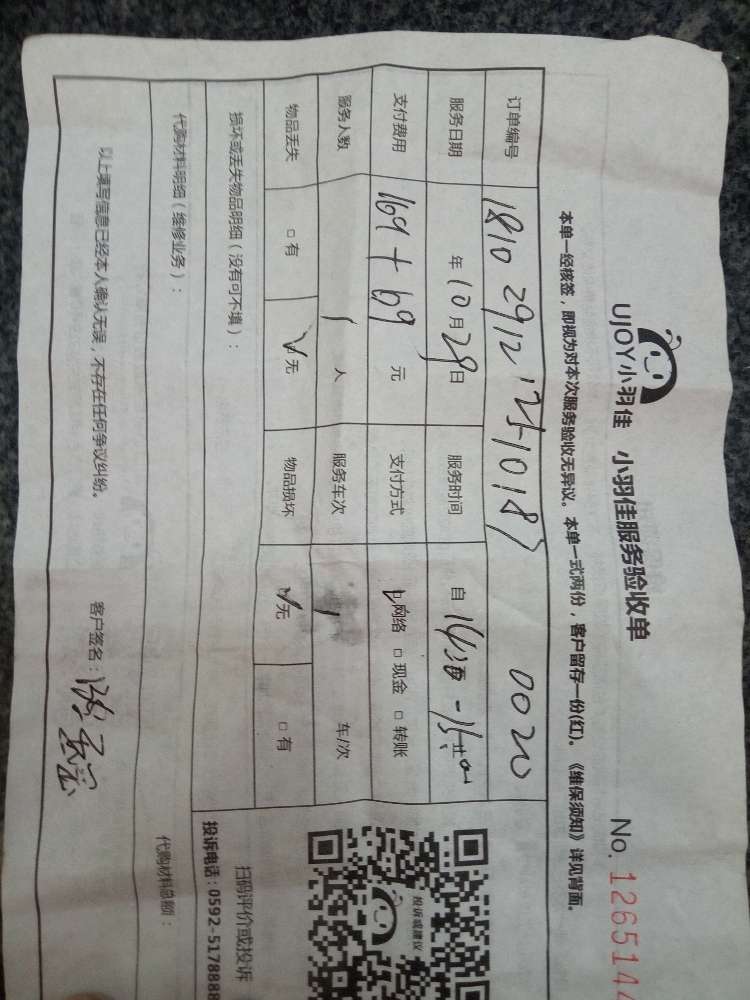 UJOY小羽佳 小羽佳服务验收单 No. 126514
本单一经核签，即视为对本次服务验收无异议。本单一式两份，客户留存一份(红)。《维保须知》详见背面。
订单编号 0020
服务日期 年 10 月 29 日 服务时间 自
支付费用 169 + 69 元 支付方式 网络 □ 现金 □ 转账
服务人数 1 人 服务车次 1 车/次
物品丢失 □ 有 ☑ 无 物品损坏 ☑ 无 □ 有
损坏或丢失物品明细（没有可不填）：
代购材料明细（维修业务）： 代购材料总额：
以上填写信息已经本人确认无误，不存在任何争议纠纷。 客户签名：
投诉或建议
扫码评价或投诉
投诉电话：0592-5178888